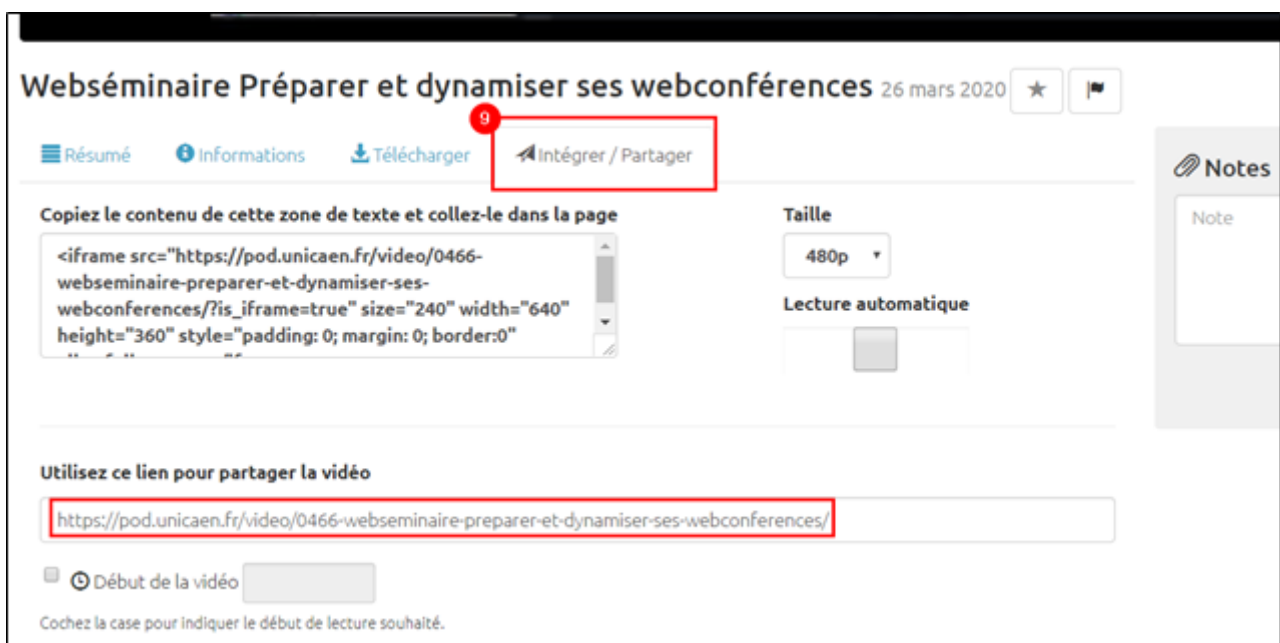 Webséminaire Préparer et dynamiser ses webconférences 26 mars 2020
9
Résumé Informations Télécharger Intégrer / Partager
Notes
Copiez le contenu de cette zone de texte et collez-le dans la page
Taille
Note
<iframe src="https://pod.unicaen.fr/video/0466-
webseminaire-preparer-et-dynamiser-ses-
webconferences/?is_iframe=true" size="240" width="640"
height="360" style="padding: 0; margin: 0; border:0"
480p
Lecture automatique
Utilisez ce lien pour partager la vidéo
https://pod.unicaen.fr/video/0466-webseminaire-preparer-et-dynamiser-ses-webconferences/
Début de la vidéo
Cochez la case pour indiquer le début de lecture souhaité.